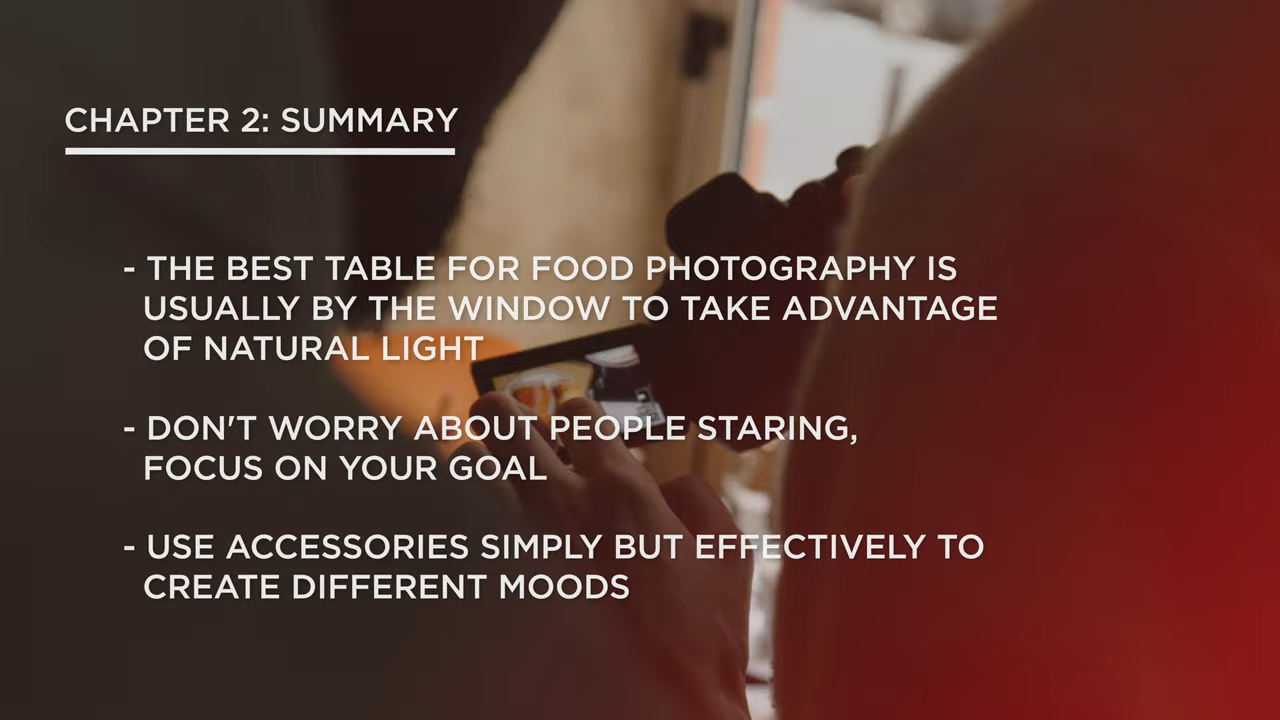 CHAPTER 2: SUMMARY
- THE BEST TABLE FOR FOOD PHOTOGRAPHY IS
USUALLY BY THE WINDOW TO TAKE ADVANTAGE
OF NATURAL LIGHT
- DON'T WORRY ABOUT PEOPLE STARING,
FOCUS ON YOUR GOAL
- USE ACCESSORIES SIMPLY BUT EFFECTIVELY TO
CREATE DIFFERENT MOODS